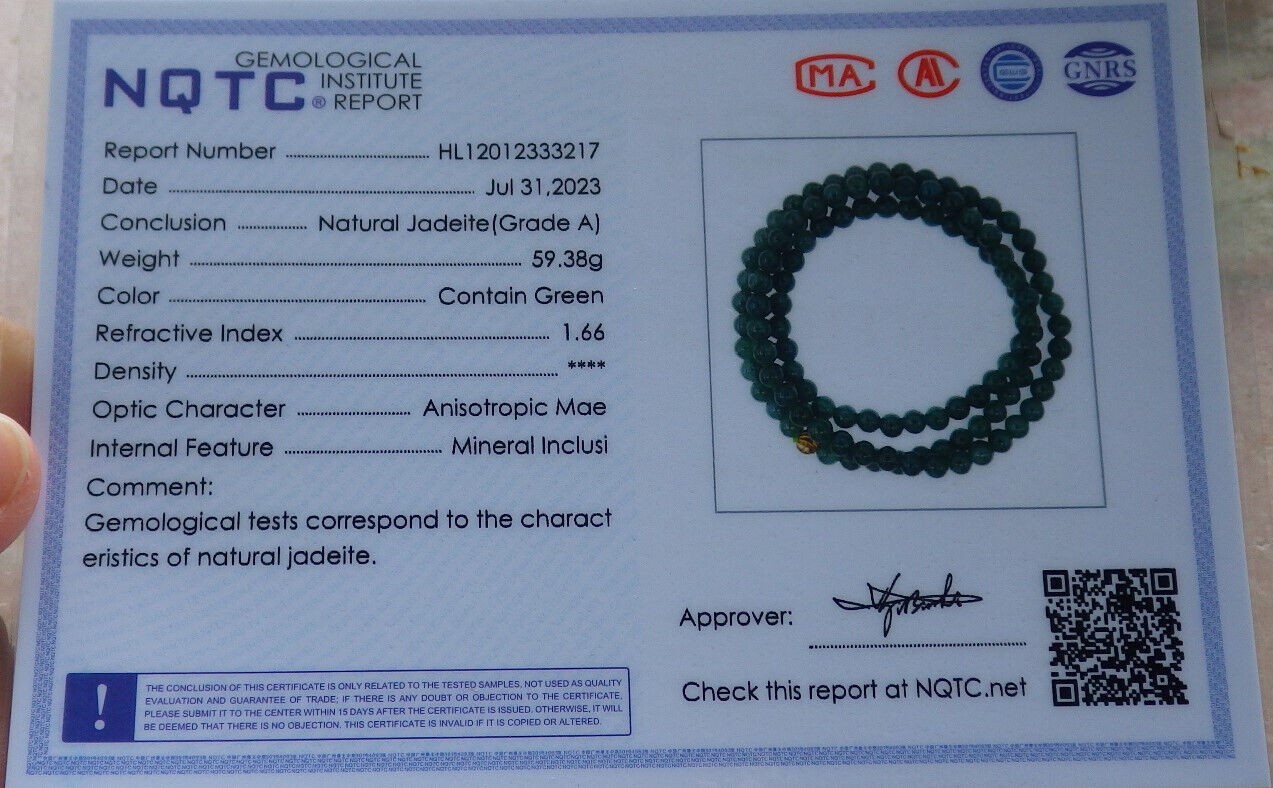 NQTC® GEMOLOGICAL INSTITUTE REPORT
MA
AL
GNRS
Report Number HL12012333217
Date Jul 31,2023
Conclusion Natural Jadeite(Grade A)
Weight 59.38g
Color Contain Green
Refractive Index 1.66
Density ****
Optic Character Anisotropic Mae
Internal Feature Mineral Inclusi
Comment:
Gemological tests correspond to the charact
eristics of natural jadeite.
Approver:
Check this report at NQTC.net
! THE CONCLUSION OF THIS CERTIFICATE IS ONLY RELATED TO THE TESTED SAMPLES, NOT USED AS QUALITY
EVALUATION AND GUARANTEE OF TRADE; IF THERE IS ANY DOUBT OR OBJECTION TO THE CERTIFICATE,
PLEASE SUBMIT IT TO THE CENTER WITHIN 15 DAYS AFTER THE CERTIFICATE IS ISSUED. OTHERWISE, IT WILL
BE DEEMED THAT THERE IS NO OBJECTION. THIS CERTIFICATE IS INVALID IF IT IS COPIED OR ALTERED.